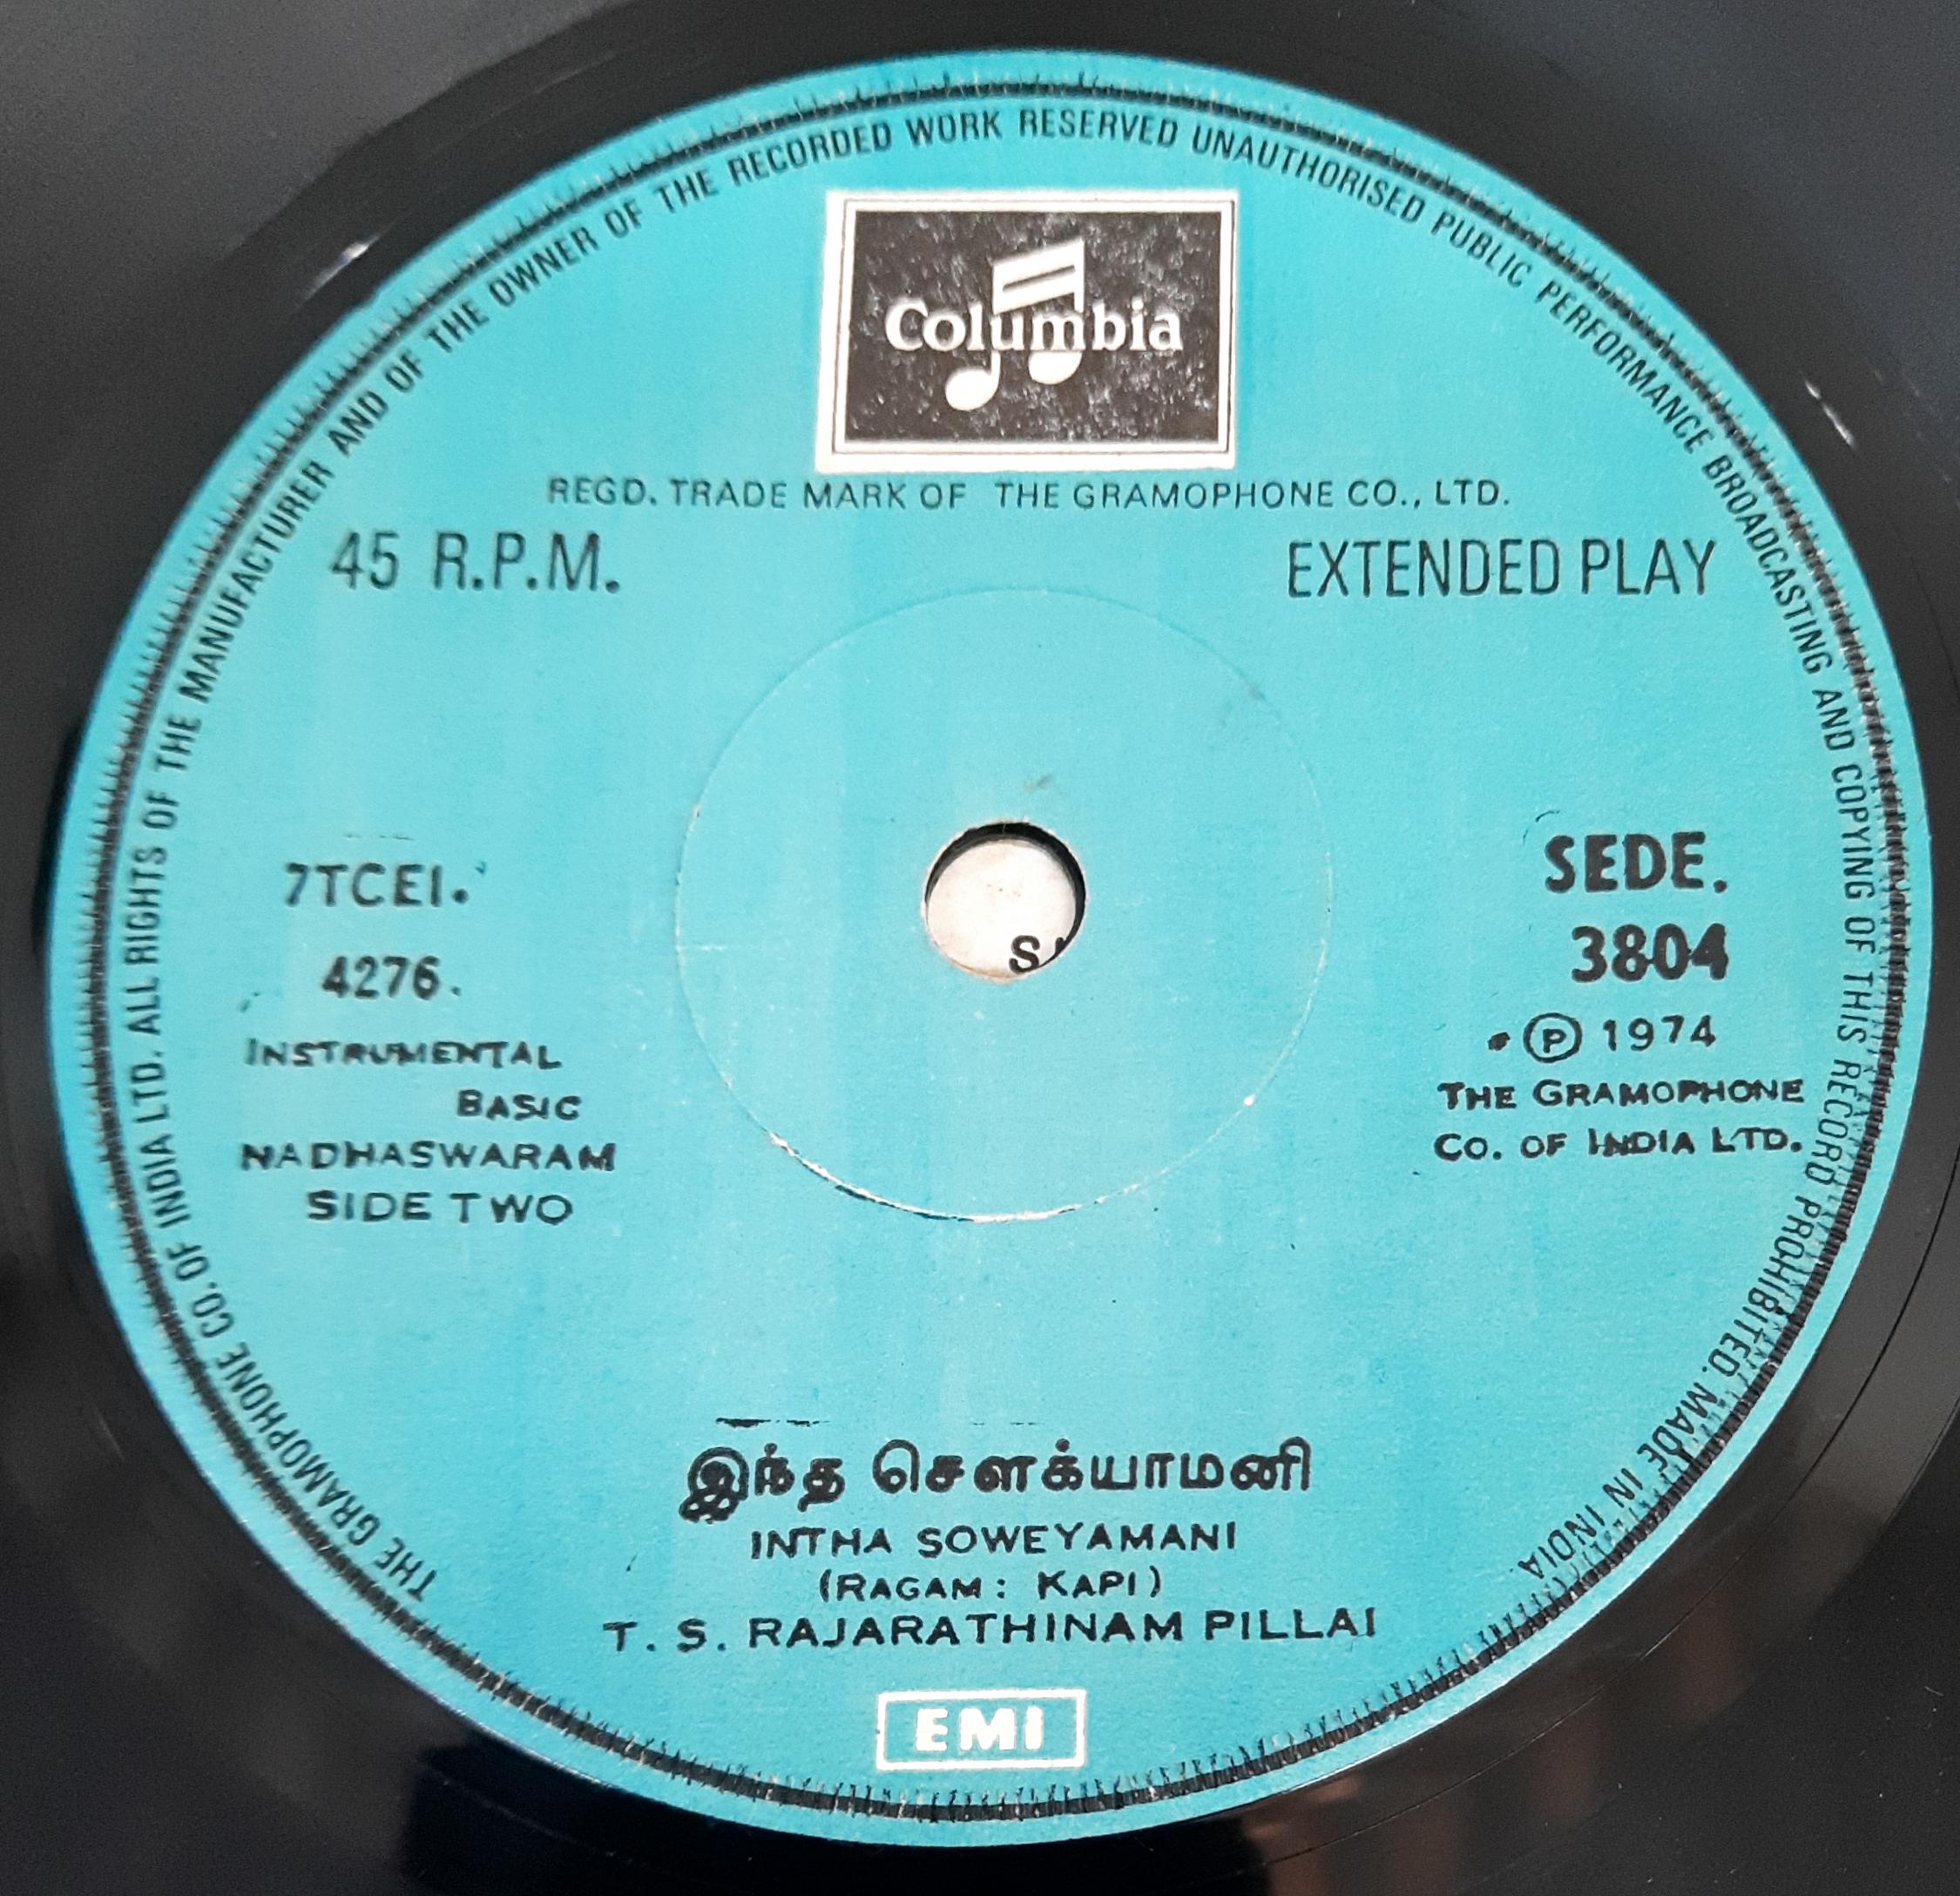 THE GRAMOPHONE CO. OF INDIA LTD. ALL RIGHTS OF THE MANUFACTURER AND OF THE OWNER OF THE RECORDED WORK RESERVED UNAUTHORISED PUBLIC PERFORMANCE BROADCASTING AND COPYING OF THIS RECORD PROHIBITED. MADE IN INDIA
Columbia
REGD. TRADE MARK OF THE GRAMOPHONE CO., LTD.
45 R.P.M.
EXTENDED PLAY
7TCEI.
4276.
INSTRUMENTAL
BASIC
NADHASWARAM
SIDE TWO
SEDE.
3804
℗ 1974
THE GRAMOPHONE
CO. OF INDIA LTD.
இந்த சௌக்யாமனி
INTHA SOWEYAMANI
(RAGAM: KAPI)
T. S. RAJARATHINAM PILLAI
EMI